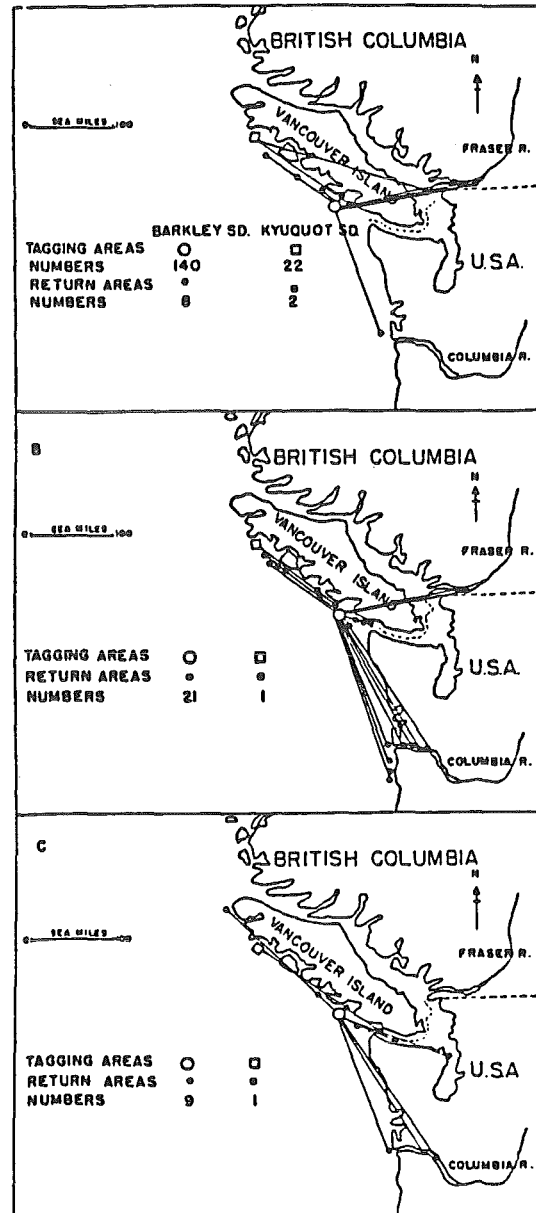 BRITISH COLUMBIA
N
SEA MILES
0 100
VANCOUVER ISLAND
FRASER R.
BARKLEY SD. KYUQUOT SD.
TAGGING AREAS
NUMBERS 140 22
RETURN AREAS
NUMBERS 8 2
U.S.A.
COLUMBIA R.
B
BRITISH COLUMBIA
N
0 SEA MILES 100
VANCOUVER ISLAND
FRASER R.
TAGGING AREAS
RETURN AREAS
NUMBERS 21 1
U.S.A.
COLUMBIA R.
C
BRITISH COLUMBIA
N
SEA MILES
VANCOUVER ISLAND
FRASER R.
TAGGING AREAS
RETURN AREAS
NUMBERS 9 1
U.S.A
COLUMBIA R.